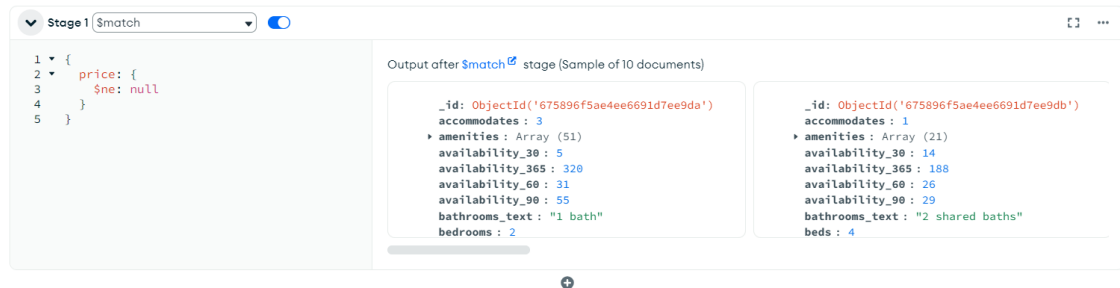 Stage 1 $match
1 {
2 price: {
3 $ne: null
4 }
5 }
Output after $match stage (Sample of 10 documents)
_id: ObjectId('675896f5ae4ee6691d7ee9da')
accommodates : 3
amenities : Array (51)
availability_30 : 5
availability_365 : 320
availability_60 : 31
availability_90 : 55
bathrooms_text : "1 bath"
bedrooms : 2
_id: ObjectId('675896f5ae4ee6691d7ee9db')
accommodates : 1
amenities : Array (21)
availability_30 : 14
availability_365 : 188
availability_60 : 26
availability_90 : 29
bathrooms_text : "2 shared baths"
beds : 4